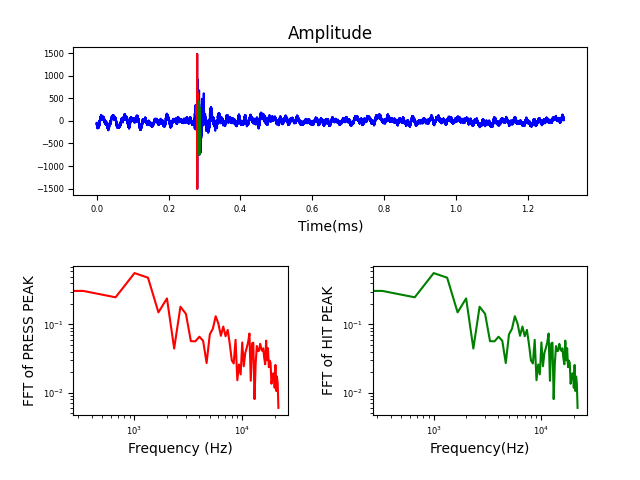 Amplitude
1500
1000
500
0
−500
−1000
−1500
0.0 0.2 0.4 0.6 0.8 1.0 1.2
Time(ms)
FFT of PRESS PEAK
10⁻¹
10⁻²
10³ 10⁴
Frequency (Hz)
FFT of HIT PEAK
10⁻¹
10⁻²
10³ 10⁴
Frequency(Hz)